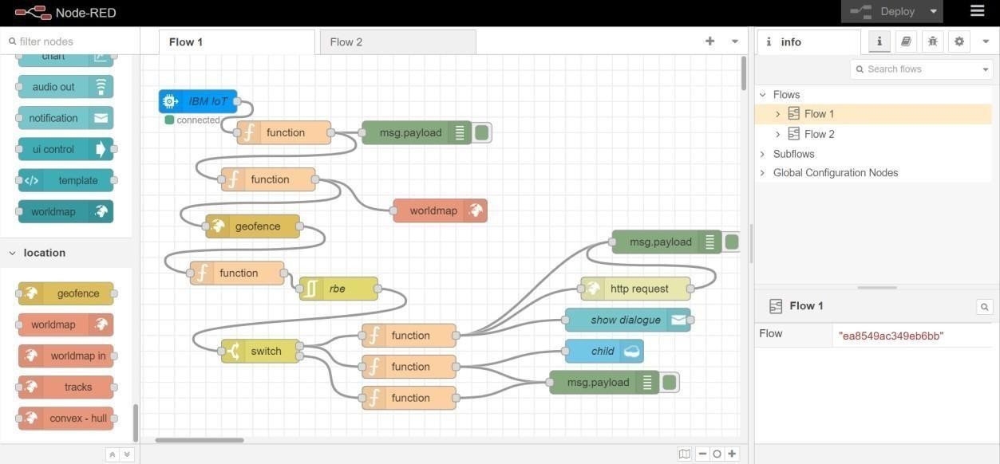 Node-RED
Deploy
filter nodes
Flow 1
Flow 2
i info
i
Search flows
chart
audio out
notification
ui control
</> template
worldmap
location
geofence
worldmap
worldmap in
tracks
convex - hull
IBM IoT
connected
function
msg.payload
function
worldmap
geofence
function
rbe
msg.payload
http request
show dialogue
switch
function
child
function
msg.payload
function
Flows
Flow 1
Flow 2
Subflows
Global Configuration Nodes
Flow 1
Flow "ea8549ac349eb6bb"